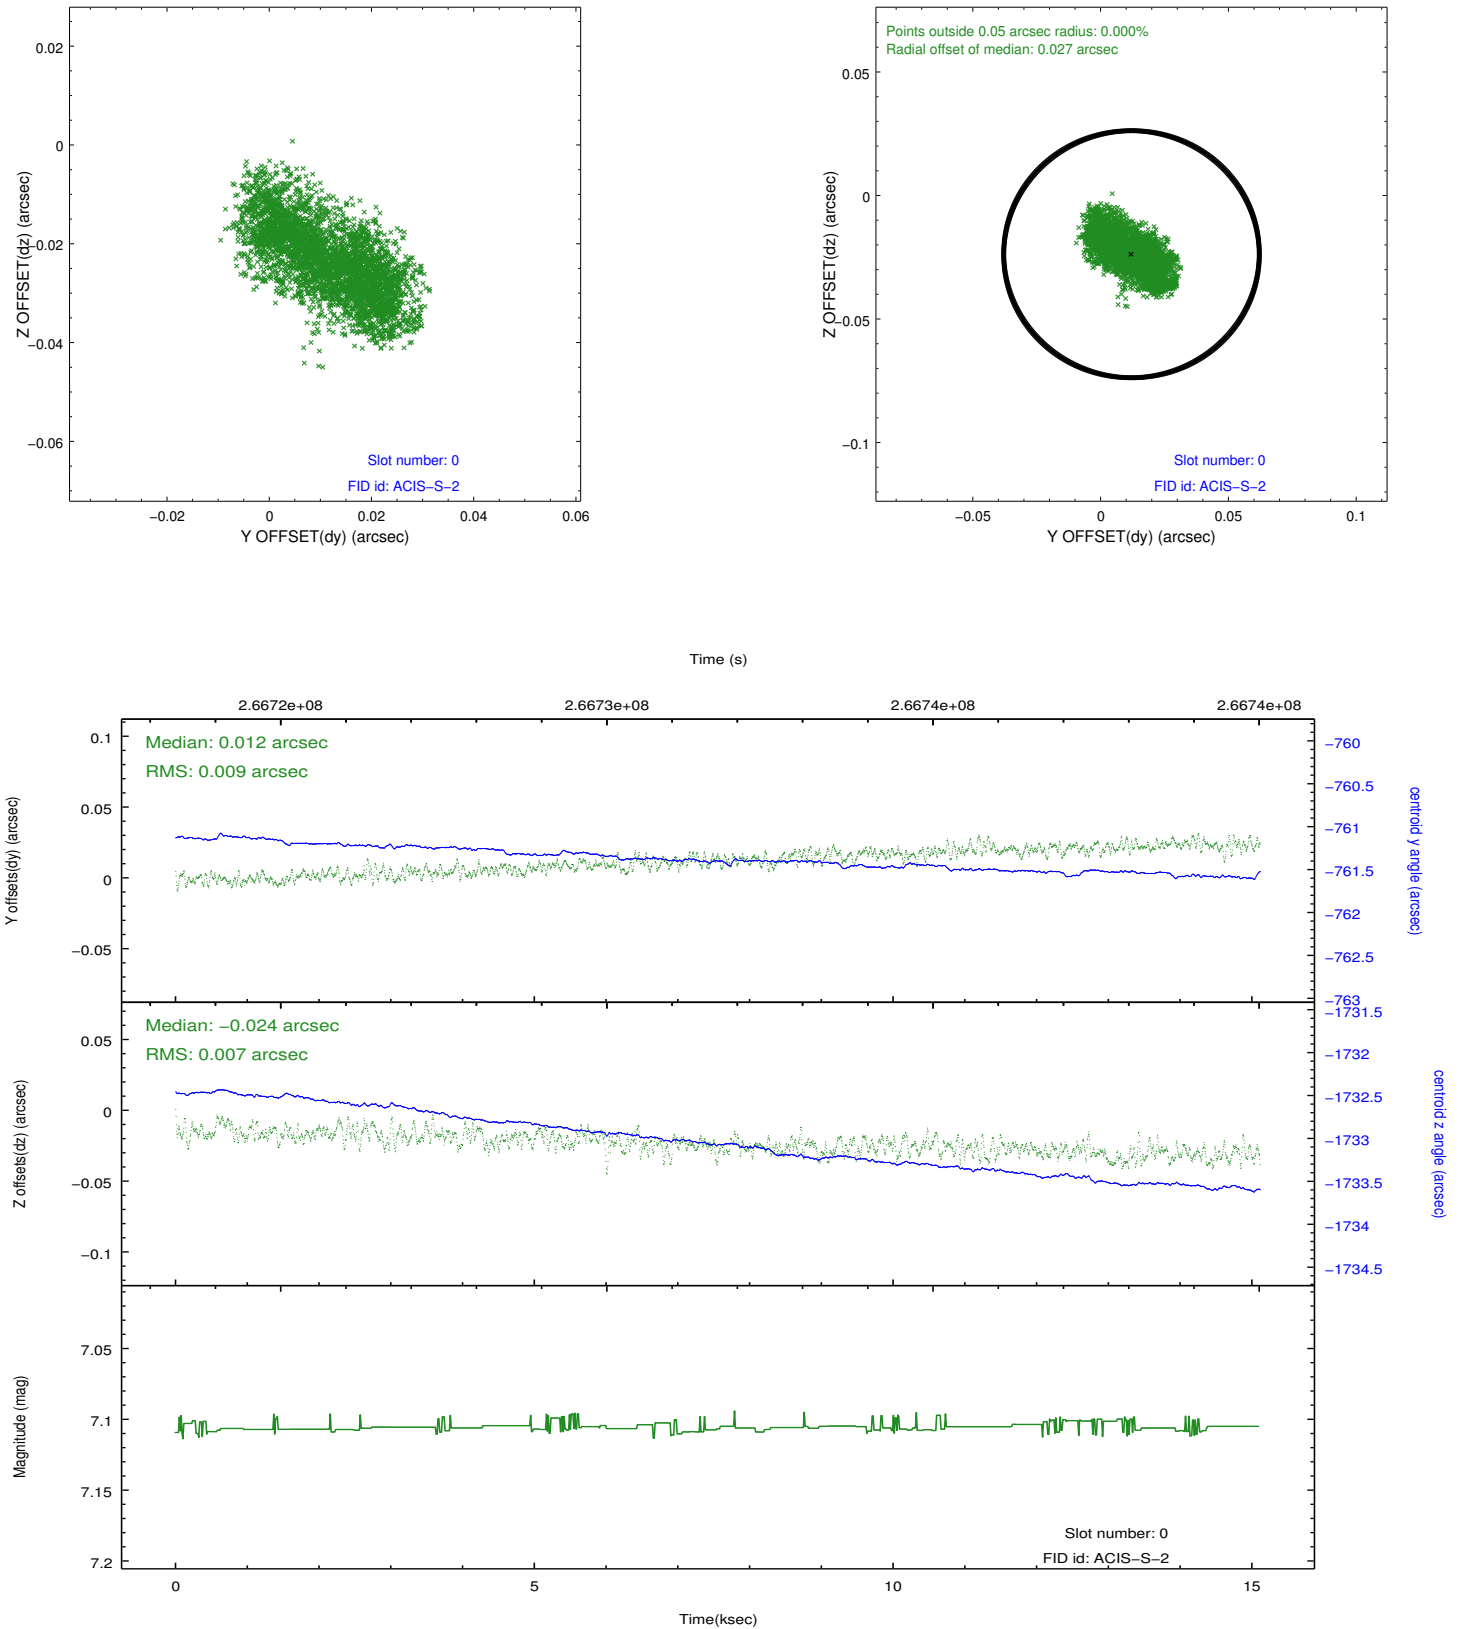 0.02
0
−0.02
−0.04
−0.06
Z OFFSET(dz) (arcsec)
Slot number: 0
FID id: ACIS−S−2
−0.02 0 0.02 0.04 0.06
Y OFFSET(dy) (arcsec)
Points outside 0.05 arcsec radius: 0.000%
Radial offset of median: 0.027 arcsec
0.05
0
−0.05
−0.1
Z OFFSET(dz) (arcsec)
Slot number: 0
FID id: ACIS−S−2
−0.05 0 0.05 0.1
Y OFFSET(dy) (arcsec)
Time (s)
2.6672e+08 2.6673e+08 2.6674e+08 2.6674e+08
Median: 0.012 arcsec
RMS: 0.009 arcsec
0.1
0.05
0
−0.05
Y offsets(dy) (arcsec)
−760
−760.5
−761
−761.5
−762
−762.5
−763
centroid y angle (arcsec)
Median: −0.024 arcsec
RMS: 0.007 arcsec
0.05
0
−0.05
−0.1
Z offsets(dz) (arcsec)
−1731.5
−1732
−1732.5
−1733
−1733.5
−1734
−1734.5
centroid z angle (arcsec)
7.05
7.1
7.15
7.2
Magnitude (mag)
Slot number: 0
FID id: ACIS−S−2
0 5 10 15
Time(ksec)